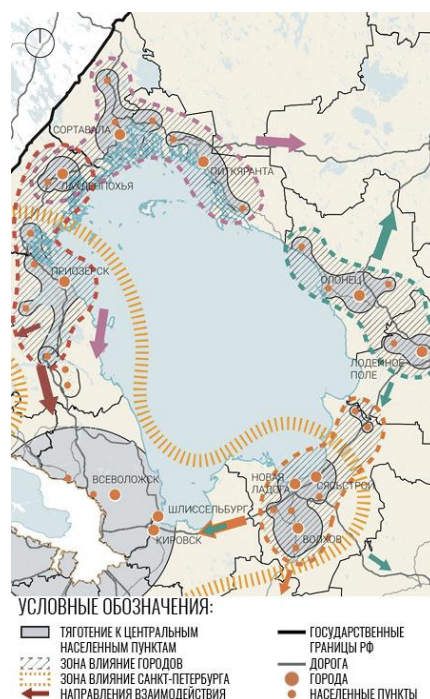 СОРТАВАЛА
ПИТКЯРАНТА
ЛАХДЕНПОХЬЯ
ПРИОЗЕРСК
ОЛОНЕЦ
ЛОДЕЙНОЕ
ПОЛЕ
ВСЕВОЛОЖСК
НОВАЯ
ЛАДОГА
СЯСЬСТРОЙ
ШЛИССЕЛЬБУРГ
КИРОВСК
ВОЛХОВ
УСЛОВНЫЕ ОБОЗНАЧЕНИЯ:
ТЯГОТЕНИЕ К ЦЕНТРАЛЬНЫМ
НАСЕЛЕННЫМ ПУНКТАМ
ЗОНА ВЛИЯНИЕ ГОРОДОВ
ЗОНА ВЛИЯНИЕ САНКТ-ПЕТЕРБУРГА
НАПРАВЛЕНИЯ ВЗАИМОДЕЙСТВИЯ
ГОСУДАРСТВЕННЫЕ
ГРАНИЦЫ РФ
ДОРОГА
ГОРОДА
НАСЕЛЕННЫЕ ПУНКТЫ